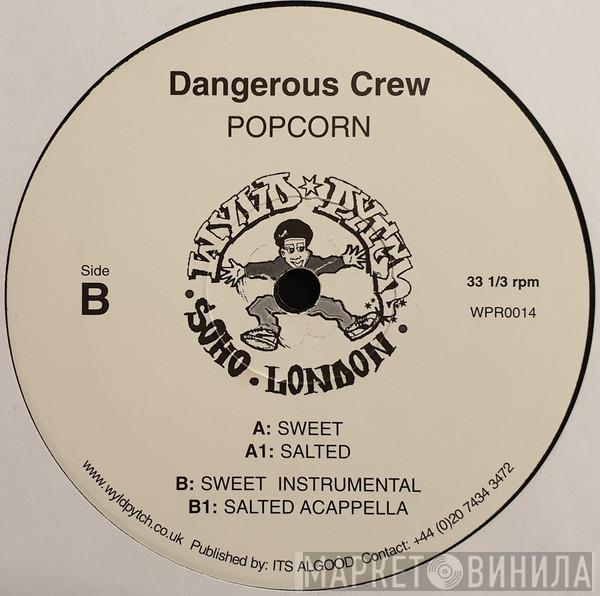 Dangerous Crew
POPCORN
WYLD PYTCH
· SOHO · LONDON ·
Side
B
33 1/3 rpm
WPR0014
A: SWEET
A1: SALTED
B: SWEET INSTRUMENTAL
B1: SALTED ACAPPELLA
www.wyldpytch.co.uk Published by: ITS ALGOOD Contact: +44 (0)20 7434 3472
МАРКЕТ ВИНИЛА